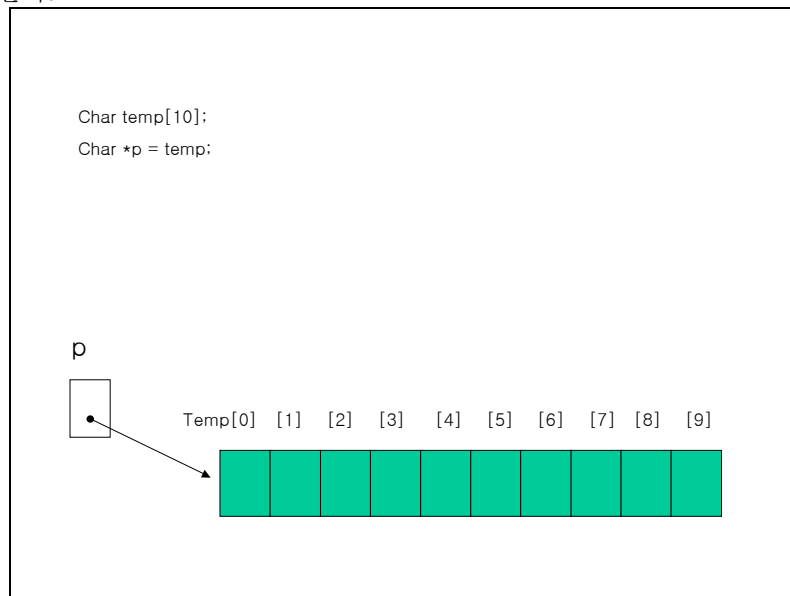 Char temp[10];
Char *p = temp;
p
Temp[0] [1] [2] [3] [4] [5] [6] [7] [8] [9]